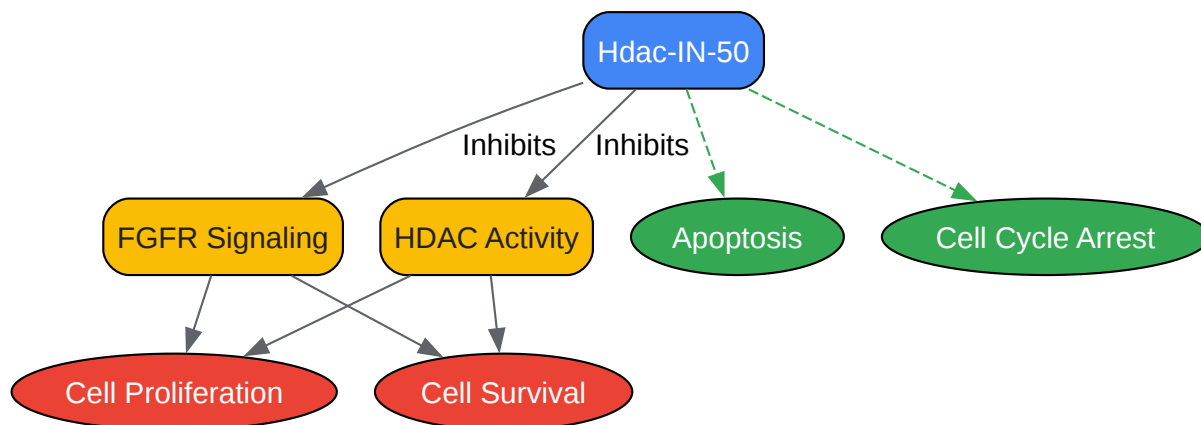 Hdac-IN-50
Inhibits
Inhibits
FGFR Signaling
HDAC Activity
Apoptosis
Cell Cycle Arrest
Cell Proliferation
Cell Survival